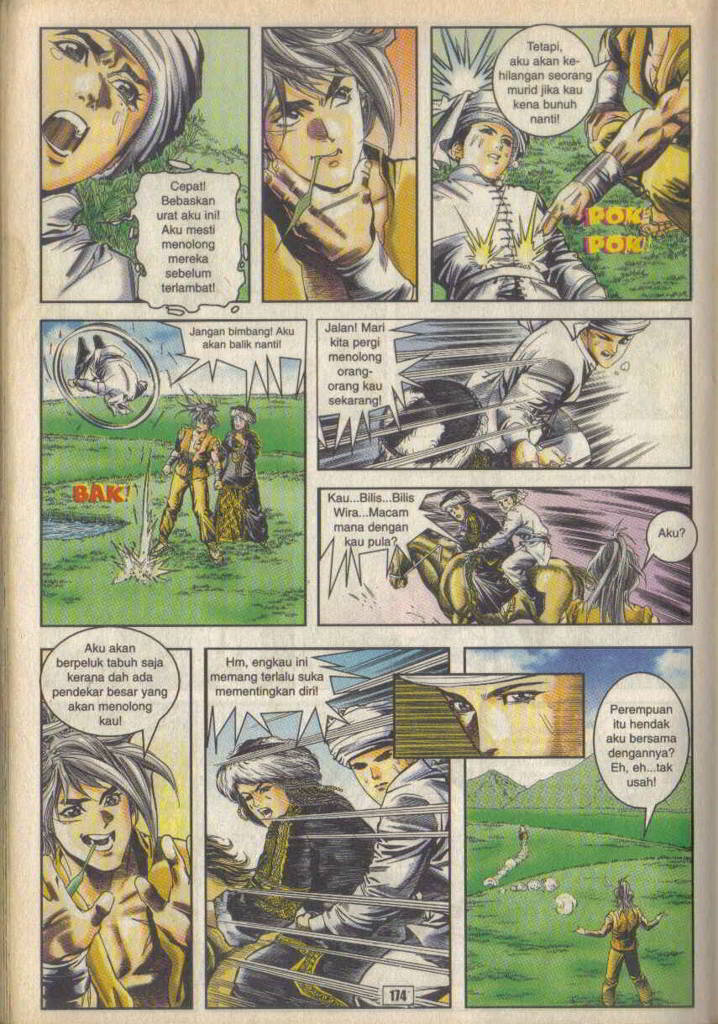 Cepat!
Bebaskan
urat aku ini!
Aku mesti
menolong
mereka
sebelum
terlambat!
Tetapi,
aku akan ke-
hilangan seorang
murid jika kau
kena bunuh
nanti!
POK
POK!
Jangan bimbang! Aku
akan balik nanti!
BAK!
Jalan! Mari
kita pergi
menolong
orang-
orang kau
sekarang!
Kau...Bilis...Bilis
Wira...Macam
mana dengan
kau pula?
Aku?
Aku akan
berpeluk tabuh saja
kerana dah ada
pendekar besar yang
akan menolong
kau!
Hm, engkau ini
memang terlalu suka
mementingkan diri!
Perempuan
itu hendak
aku bersama
dengannya?
Eh, eh...tak
usah!
174